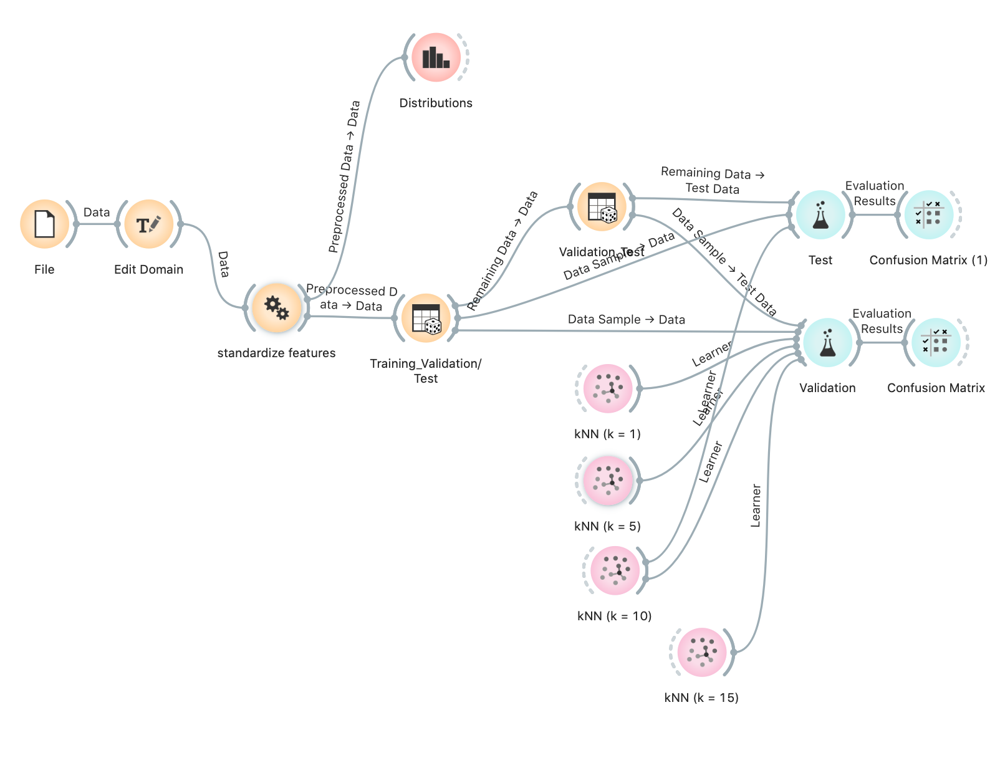 Distributions
Preprocessed Data → Data
File
Data
Edit Domain
Data
standardize features
Preprocessed D
ata → Data
Training_Validation/
Test
Remaining Data → Data
Validation_Test
Data Sample → Data
Remaining Data →
Test Data
Data Sample → Test Data
Test
Evaluation
Results
Confusion Matrix (1)
Data Sample → Data
Validation
Evaluation
Results
Confusion Matrix
Learner
kNN (k = 1)
Learner
Learner
kNN (k = 5)
Learner
kNN (k = 10)
Learner
kNN (k = 15)